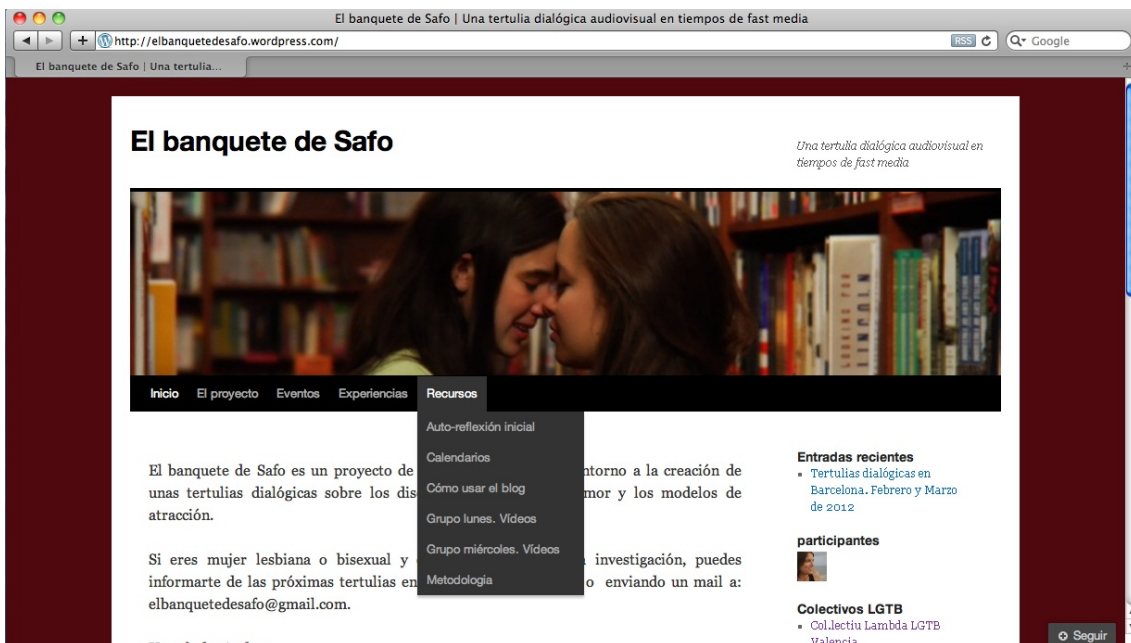 El banquete de Safo | Una tertulia dialógica audiovisual en tiempos de fast media
http://elbanquetedesafo.wordpress.com/
RSS
Google
El banquete de Safo | Una tertulia...
El banquete de Safo
Una tertulia dialógica audiovisual en
tiempos de fast media
Inicio El proyecto Eventos Experiencias Recursos
Auto-reflexión inicial
Calendarios
Cómo usar el blog
Grupo lunes. Vídeos
Grupo miércoles. Vídeos
Metodologia
El banquete de Safo es un proyecto de ntorno a la creación de
unas tertulias dialógicas sobre los dis mor y los modelos de
atracción.
Si eres mujer lesbiana o bisexual y investigación, puedes
informarte de las próximas tertulias en o enviando un mail a:
elbanquetedesafo@gmail.com.
Entradas recientes
Tertulias dialógicas en
Barcelona. Febrero y Marzo
de 2012
participantes
Colectivos LGTB
Col.lectiu Lambda LGTB
Valencia
Seguir